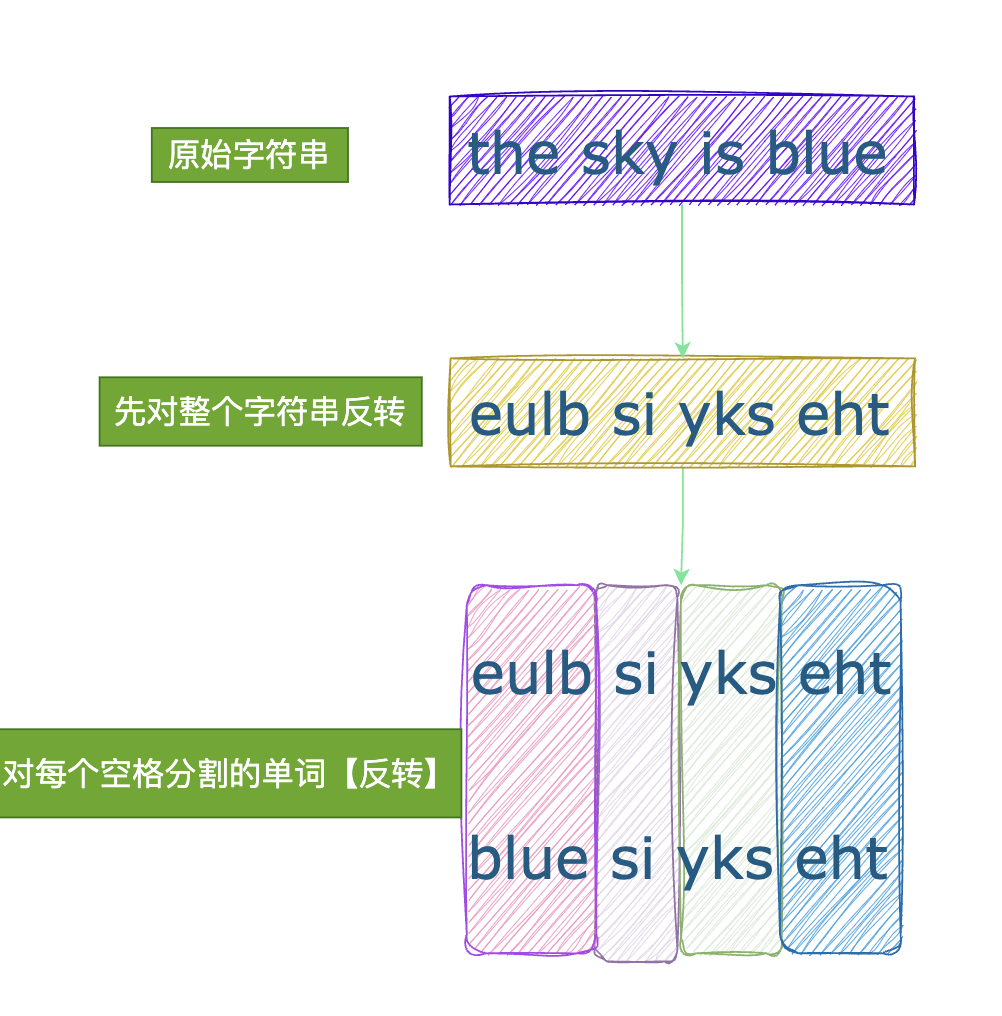 原始字符串
the sky is blue
先对整个字符串反转
eulb si yks eht
eulb si yks eht
对每个空格分割的单词【反转】
blue si yks eht